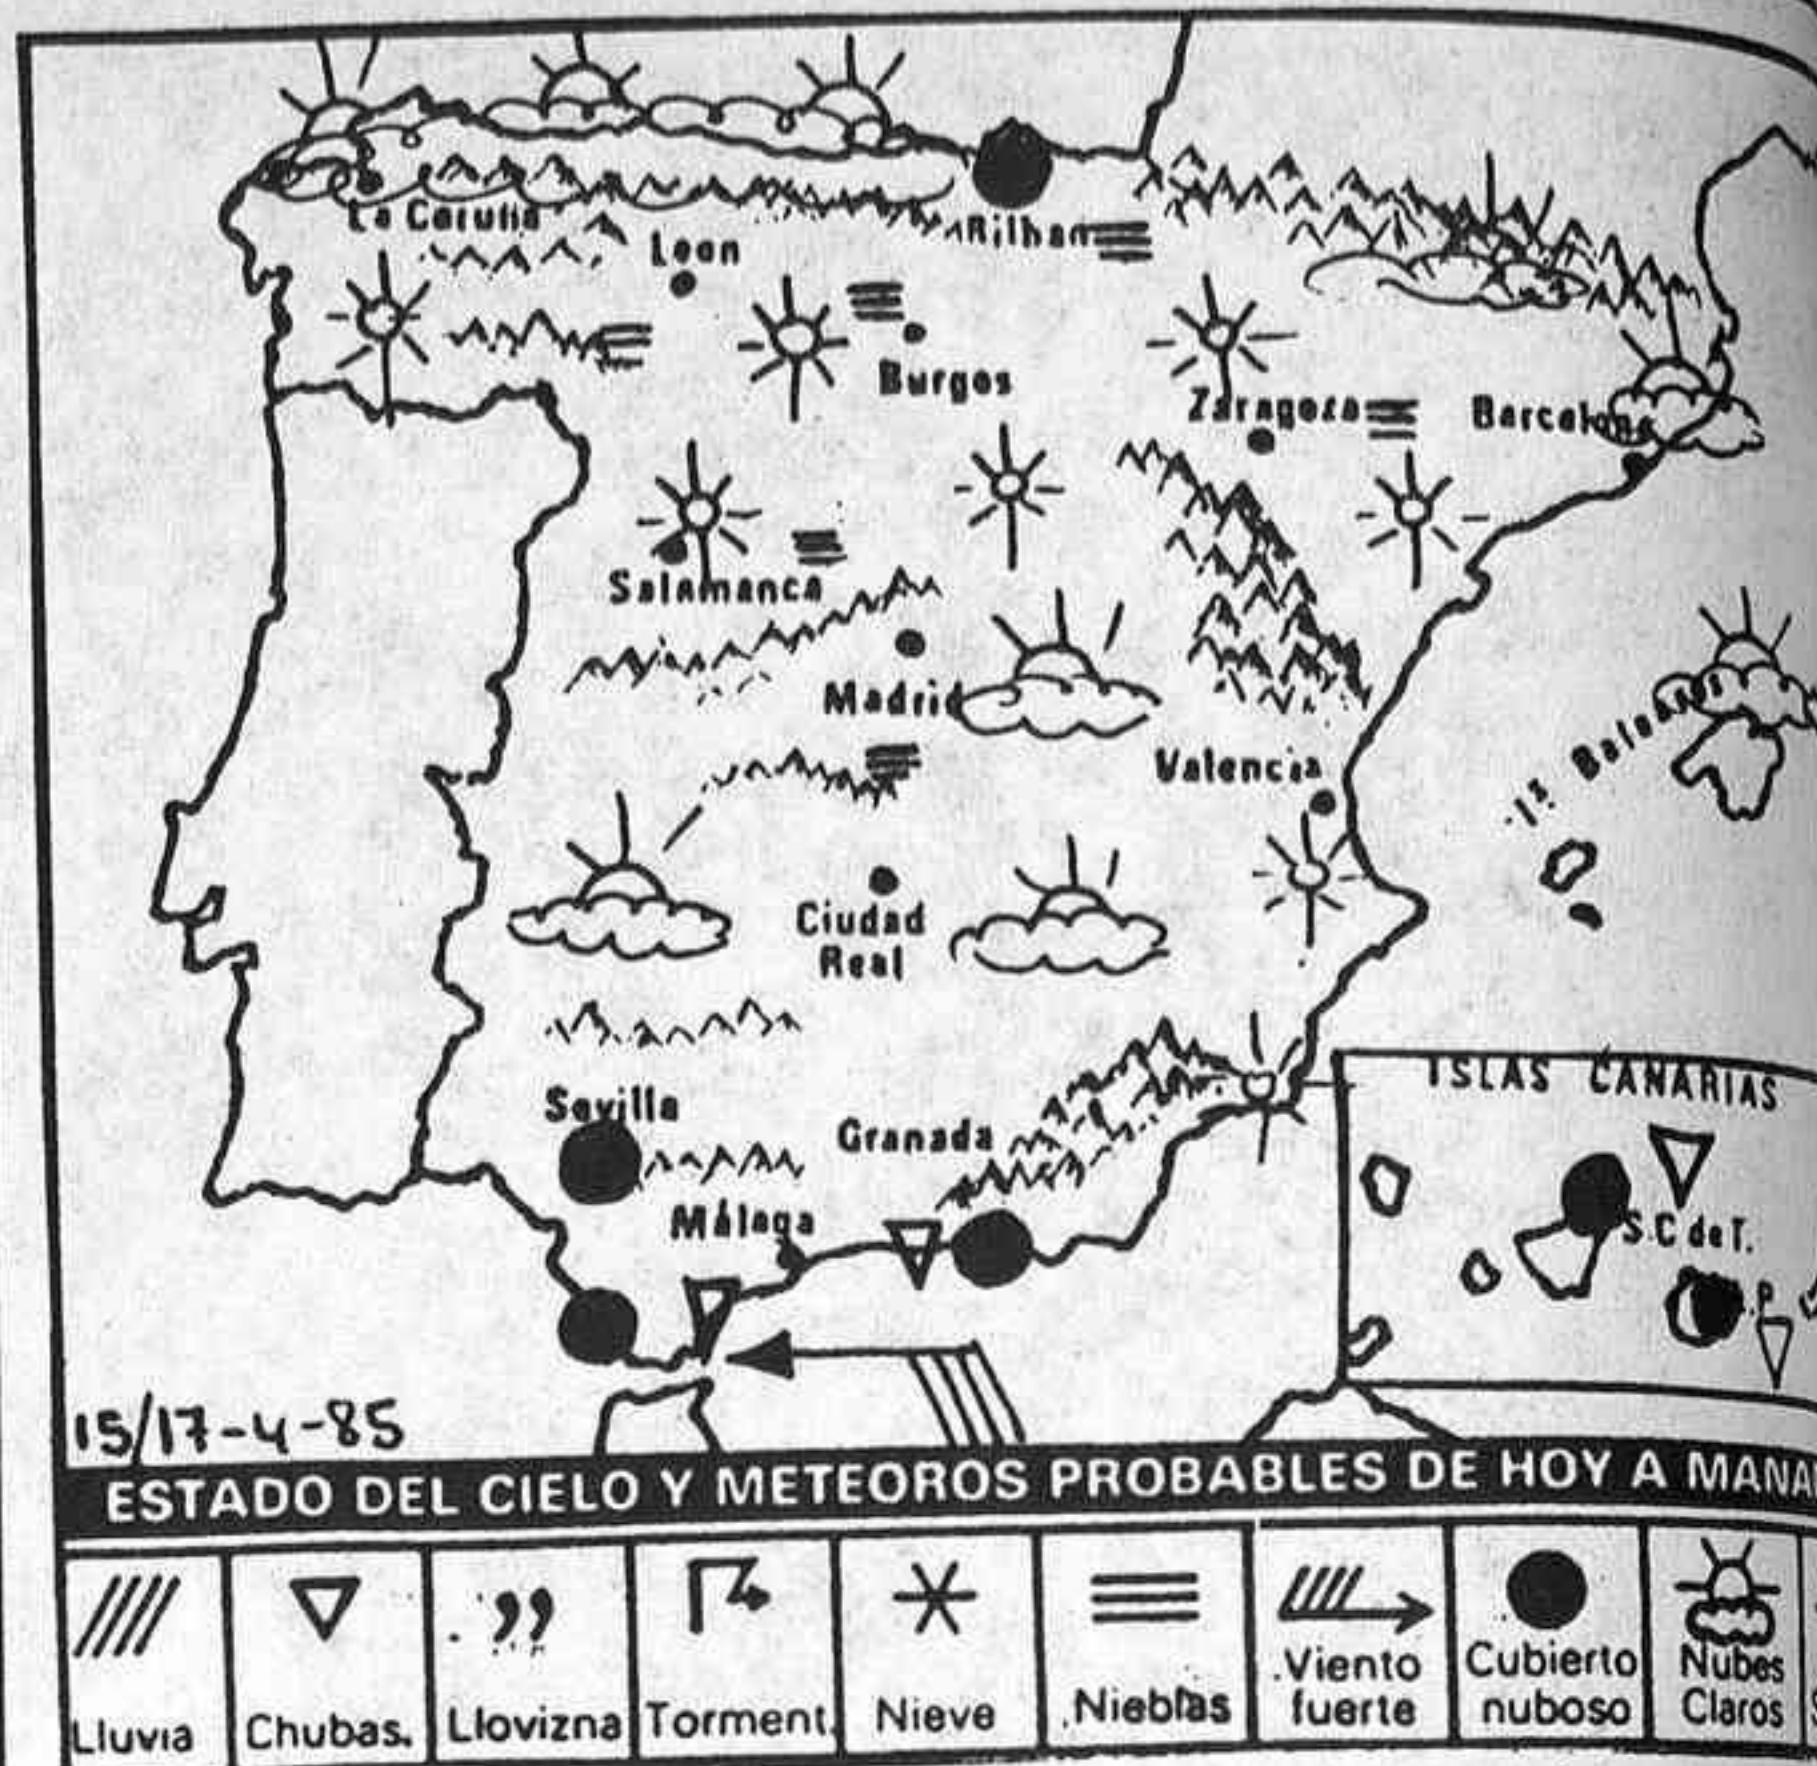 La Coruña
Leon
Bilbao
Burgos
Zaragoza
Barcelona
Salamanca
Madrid
Valencia
Is Baleares
Ciudad
Real
Sevilla
Granada
Málaga
ISLAS CANARIAS
S.C de T.
15/17-4-85
ESTADO DEL CIELO Y METEOROS PROBABLES DE HOY A MAÑA
Lluvia
Chubas.
Llovizna
Torment.
Nieve
Nieblas
Viento
fuerte
Cubierto
nuboso
Nubes
Claros